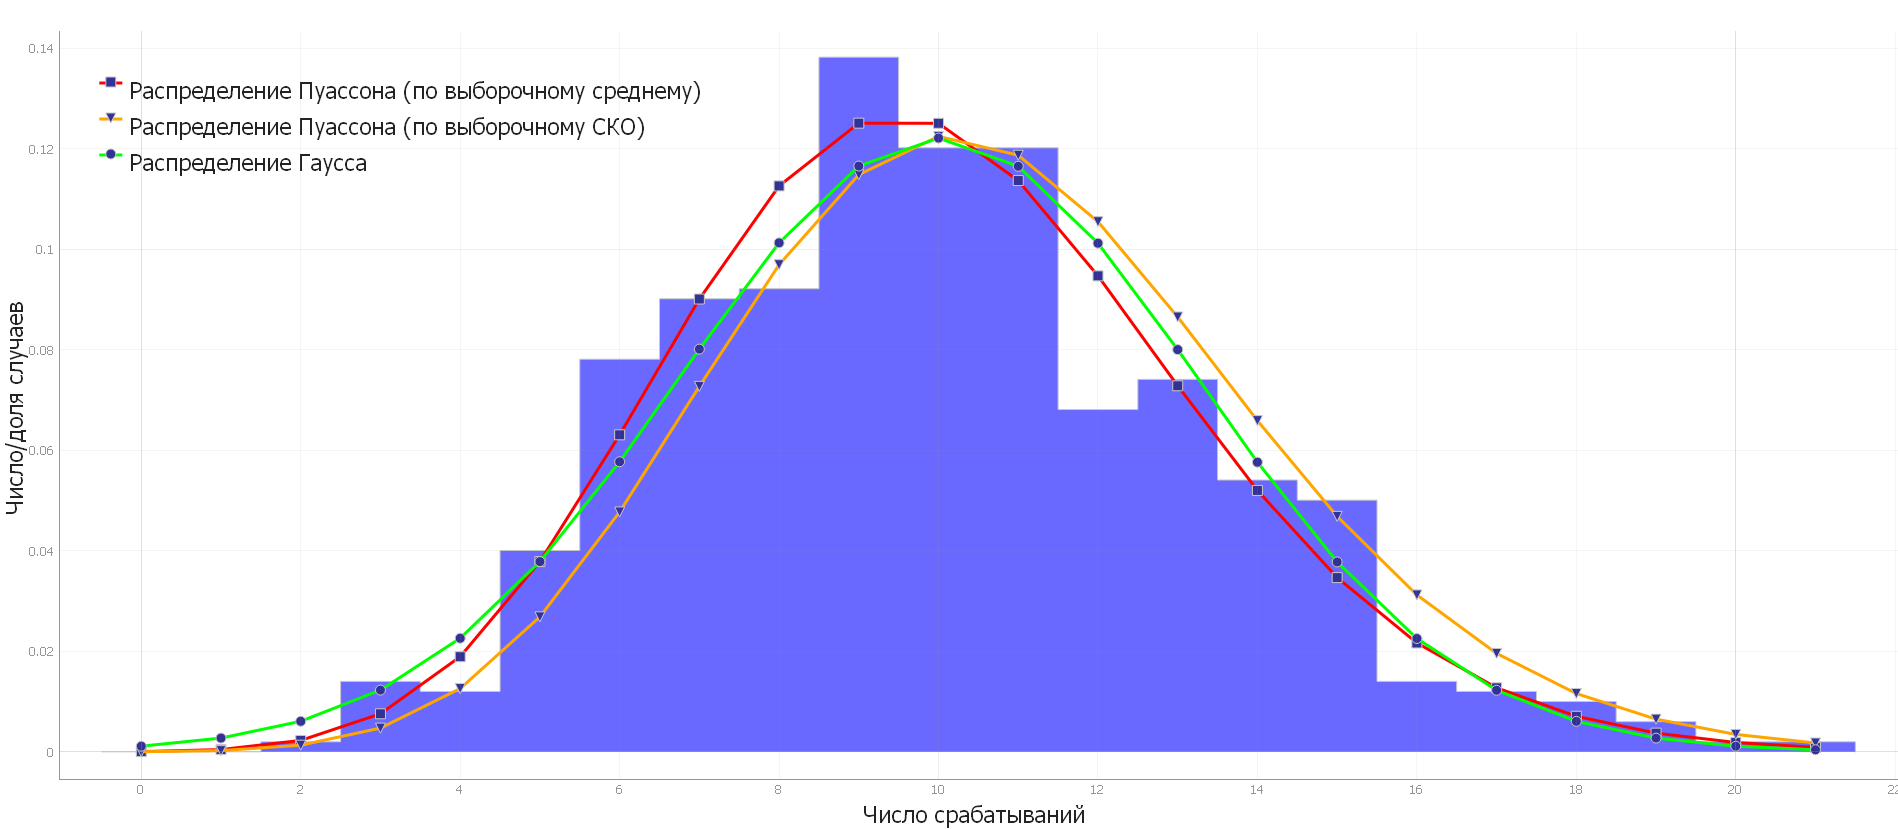 0.14
0.12
0.1
0.08
0.06
0.04
0.02
0
Число/доля случаев
Распределение Пуассона (по выборочному среднему)
Распределение Пуассона (по выборочному СКО)
Распределение Гаусса
0 2 4 6 8 10 12 14 16 18 20 22
Число срабатываний